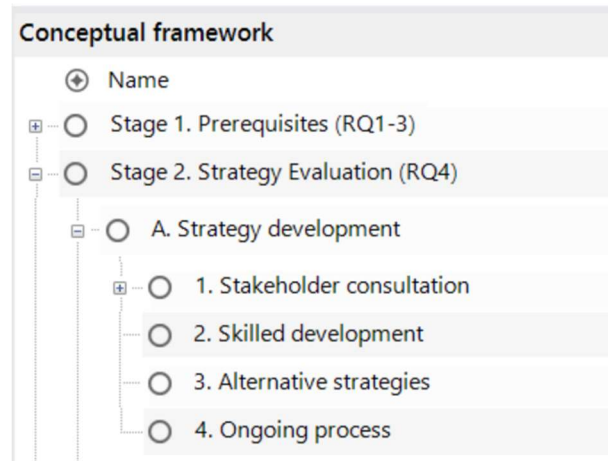 Conceptual framework
Name
Stage 1. Prerequisites (RQ1-3)
Stage 2. Strategy Evaluation (RQ4)
A. Strategy development
1. Stakeholder consultation
2. Skilled development
3. Alternative strategies
4. Ongoing process